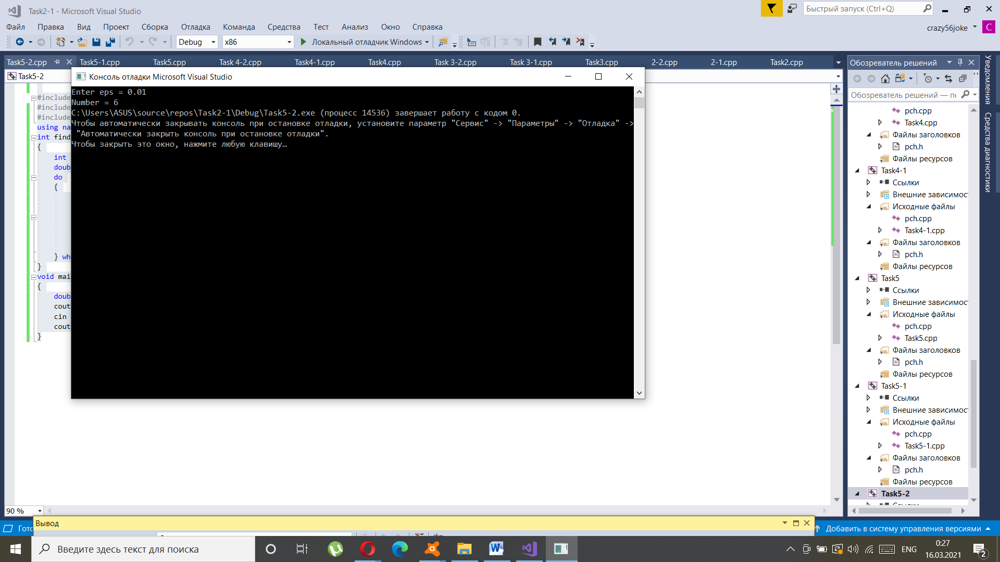 Task2-1 - Microsoft Visual Studio
Быстрый запуск (Ctrl+Q)
Файл Правка Вид Проект Сборка Отладка Команда Средства Тест Анализ Окно Справка
crazy56joke C
Debug x86 Локальный отладчик Windows
Task5-2.cpp Task5-1.cpp Task5.cpp Task 4-2.cpp Task4-1.cpp Task4.cpp Task 3-2.cpp Task 3-1.cpp Task3.cpp 2-2.cpp 2-1.cpp Task2.cpp
Task5-2
#include
#include
#include
using na
int find
{
int
doub
do
{
} wh
}
void mai
{
doub
cout
cin
cout
}
90 %
Консоль отладки Microsoft Visual Studio
Enter eps = 0.01
Number = 6
C:\Users\ASUS\source\repos\Task2-1\Debug\Task5-2.exe (процесс 14536) завершает работу с кодом 0.
Чтобы автоматически закрывать консоль при остановке отладки, установите параметр "Сервис" -> "Параметры" -> "Отладка" ->
"Автоматически закрыть консоль при остановке отладки".
Чтобы закрыть это окно, нажмите любую клавишу…
Обозреватель решений
Обозреватель решений — по
pch.cpp
Task4.cpp
Файлы заголовков
pch.h
Файлы ресурсов
Task4-1
Ссылки
Внешние зависимос
Исходные файлы
pch.cpp
Task4-1.cpp
Файлы заголовков
pch.h
Файлы ресурсов
Task5
Ссылки
Внешние зависимос
Исходные файлы
pch.cpp
Task5.cpp
Файлы заголовков
pch.h
Файлы ресурсов
Task5-1
Ссылки
Внешние зависимос
Исходные файлы
pch.cpp
Task5-1.cpp
Файлы заголовков
pch.h
Файлы ресурсов
Task5-2
Уведомления
Средства диагностики
Вывод
Гото
Добавить в систему управления версиями
Введите здесь текст для поиска
ENG
0:27
16.03.2021
2